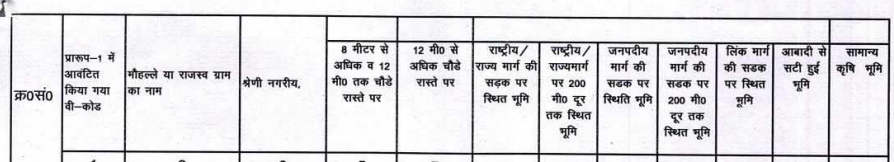 क्र0सं0
प्रारूप-1 में
आवंटित
किया गया
वी-कोड
मौहल्ले या राजस्व ग्राम
का नाम
श्रेणी नगरीय,
8 मीटर से
अधिक व 12
मी0 तक चौडे
रास्ते पर
12 मी0 से
अधिक चौडे
रास्ते पर
राष्ट्रीय/
राज्य मार्ग की
सड़क पर
स्थित भूमि
राष्ट्रीय/
राज्यमार्ग
पर 200
मी0 दूर
तक स्थित
भूमि
जनपदीय
मार्ग की
सडक पर
स्थिति भूमि
जनपदीय
मार्ग की
सडक पर
200 मी0
दूर तक
स्थित भूमि
लिंक मार्ग
की सडक
पर स्थित
भूमि
आबादी से
सटी हुई
भूमि
सामान्य
कृषि भूमि